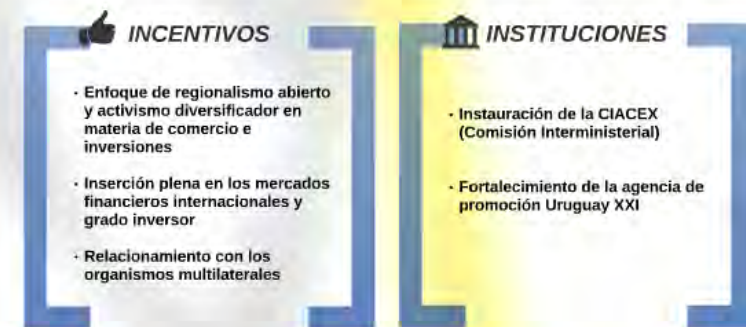 INCENTIVOS
· Enfoque de regionalismo abierto
y activismo diversificador en
materia de comercio e
inversiones
· Inserción plena en los mercados
financieros internacionales y
grado inversor
· Relacionamiento con los
organismos multilaterales
INSTITUCIONES
· Instauración de la CIACEX
(Comisión Interministerial)
· Fortalecimiento de la agencia de
promoción Uruguay XXI